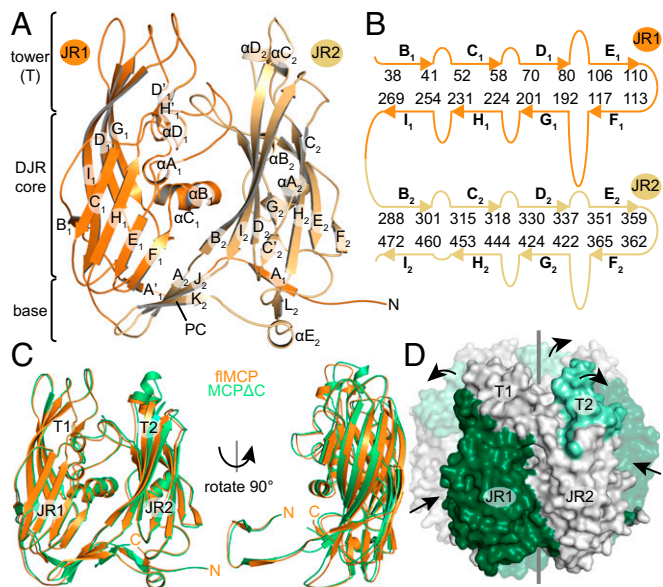 A
tower (T)
DJR core
base
JR1
JR2
αD₂ αC₂
D'₁
H'₁
αD₁
G₁
D₁
αA₁
I₁
C₁
αB₁
αC₁
H₁
B₁
E₁
F₁
C₂
αB₂
αA₂
G₂
H₂
E₂
F₂
B₂
I₂
D₂
C'₂
A₁
A'₁
A₂
J₂
K₂
PC
L₂
αE₂
N
B
JR1
B₁ C₁ D₁ E₁
38 41 52 58 70 80 106 110
269 254 231 224 201 192 117 113
I₁ H₁ G₁ F₁
JR2
B₂ C₂ D₂ E₂
288 301 315 318 330 337 351 359
472 460 453 444 424 422 365 362
I₂ H₂ G₂ F₂
C
flMCP
MCPΔC
T1
T2
JR1
JR2
C
N
rotate 90°
N
C
D
T1
T2
JR1
JR2